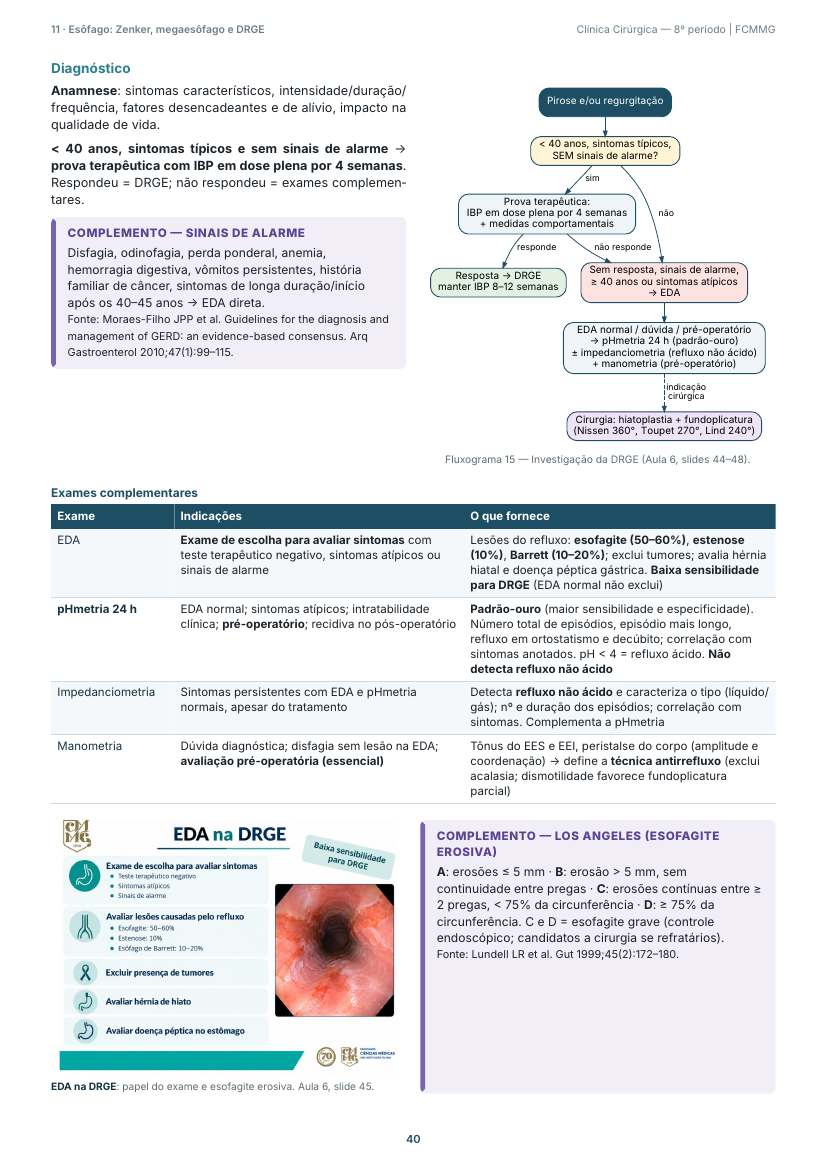 11 · Esôfago: Zenker, megaesôfago e DRGE
Clínica Cirúrgica — 8º período | FCMMG
Diagnóstico
Anamnese: sintomas característicos, intensidade/duração/
frequência, fatores desencadeantes e de alívio, impacto na
qualidade de vida.
< 40 anos, sintomas típicos e sem sinais de alarme →
prova terapêutica com IBP em dose plena por 4 semanas.
Respondeu = DRGE; não respondeu = exames complemen-
tares.
COMPLEMENTO — SINAIS DE ALARME
Disfagia, odinofagia, perda ponderal, anemia,
hemorragia digestiva, vômitos persistentes, história
familiar de câncer, sintomas de longa duração/início
após os 40–45 anos → EDA direta.
Fonte: Moraes-Filho JPP et al. Guidelines for the diagnosis and
management of GERD: an evidence-based consensus. Arq
Gastroenterol 2010;47(1):99–115.
Pirose e/ou regurgitação
< 40 anos, sintomas típicos,
SEM sinais de alarme?
sim
não
Prova terapêutica:
IBP em dose plena por 4 semanas
+ medidas comportamentais
responde
não responde
Resposta → DRGE
manter IBP 8–12 semanas
Sem resposta, sinais de alarme,
≥ 40 anos ou sintomas atípicos
→ EDA
EDA normal / dúvida / pré-operatório
→ pHmetria 24 h (padrão-ouro)
± impedanciometria (refluxo não ácido)
+ manometria (pré-operatório)
indicação
cirúrgica
Cirurgia: hiatoplastia + fundoplicatura
(Nissen 360°, Toupet 270°, Lind 240°)
Fluxograma 15 — Investigação da DRGE (Aula 6, slides 44–48).
Exames complementares
Exame
Indicações
O que fornece
EDA
Exame de escolha para avaliar sintomas com
teste terapêutico negativo, sintomas atípicos ou
sinais de alarme
Lesões do refluxo: esofagite (50–60%), estenose
(10%), Barrett (10–20%); exclui tumores; avalia hérnia
hiatal e doença péptica gástrica. Baixa sensibilidade
para DRGE (EDA normal não exclui)
pHmetria 24 h
EDA normal; sintomas atípicos; intratabilidade
clínica; pré-operatório; recidiva no pós-operatório
Padrão-ouro (maior sensibilidade e especificidade).
Número total de episódios, episódio mais longo,
refluxo em ortostatismo e decúbito; correlação com
sintomas anotados. pH < 4 = refluxo ácido. Não
detecta refluxo não ácido
Impedanciometria
Sintomas persistentes com EDA e pHmetria
normais, apesar do tratamento
Detecta refluxo não ácido e caracteriza o tipo (líquido/
gás); nº e duração dos episódios; correlação com
sintomas. Complementa a pHmetria
Manometria
Dúvida diagnóstica; disfagia sem lesão na EDA;
avaliação pré-operatória (essencial)
Tônus do EES e EEI, peristalse do corpo (amplitude e
coordenação) → define a técnica antirrefluxo (exclui
acalasia; dismotilidade favorece fundoplicatura
parcial)
EDA na DRGE
Baixa sensibilidade
para DRGE
Exame de escolha para avaliar sintomas
• Teste terapêutico negativo
• Sintomas atípicos
• Sinais de alarme
Avaliar lesões causadas pelo refluxo
• Esofagite: 50–60%
• Estenose: 10%
• Esôfago de Barrett: 10–20%
Excluir presença de tumores
Avaliar hérnia de hiato
Avaliar doença péptica no estômago
70
EDA na DRGE: papel do exame e esofagite erosiva. Aula 6, slide 45.
COMPLEMENTO — LOS ANGELES (ESOFAGITE
EROSIVA)
A: erosões ≤ 5 mm · B: erosão > 5 mm, sem
continuidade entre pregas · C: erosões contínuas entre ≥
2 pregas, < 75% da circunferência · D: ≥ 75% da
circunferência. C e D = esofagite grave (controle
endoscópico; candidatos a cirurgia se refratários).
Fonte: Lundell LR et al. Gut 1999;45(2):172–180.
40